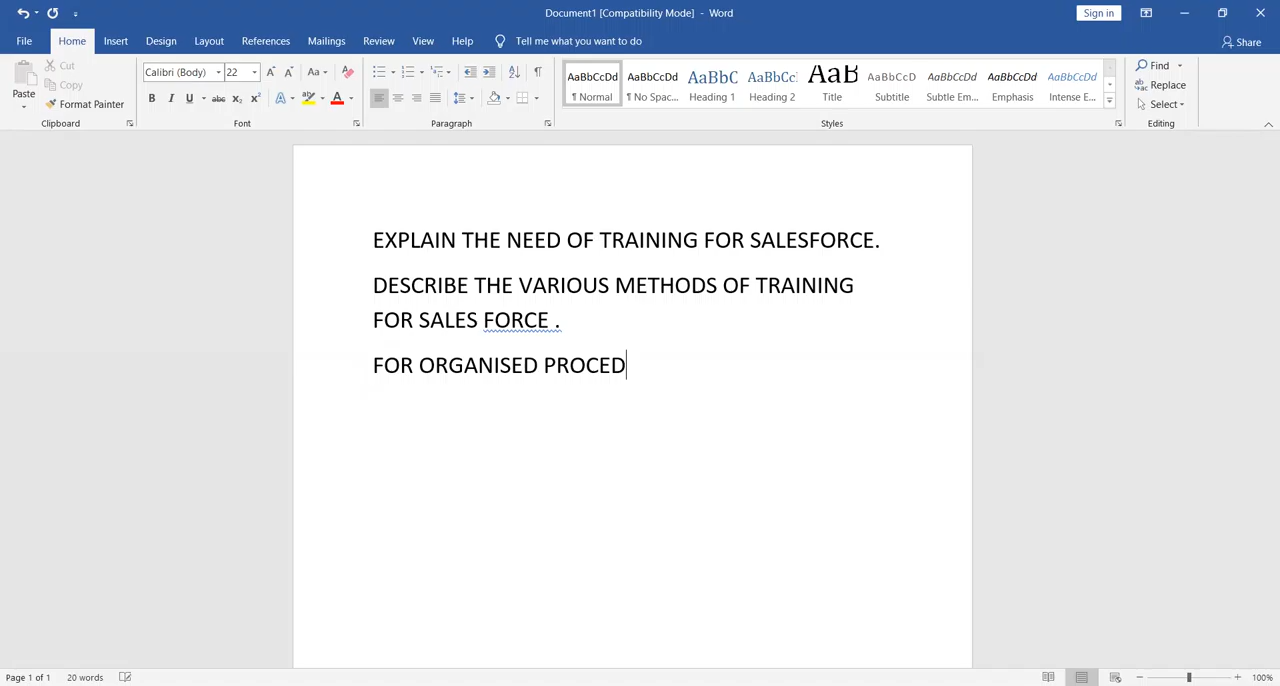 Document1 [Compatibility Mode] - Word
Sign in
File Home Insert Design Layout References Mailings Review View Help Tell me what you want to do
Share
Paste
Cut
Copy
Format Painter
Clipboard
Calibri (Body) 22
Aa
B I U abc x₂ x² A A
Font
Paragraph
AaBbCcDd AaBbCcDd AaBbC AaBbCc AaB AaBbCcD AaBbCcDd AaBbCcDd AaBbCcDd
¶ Normal ¶ No Spac... Heading 1 Heading 2 Title Subtitle Subtle Em... Emphasis Intense E...
Styles
Find
Replace
Select
Editing
EXPLAIN THE NEED OF TRAINING FOR SALESFORCE.
DESCRIBE THE VARIOUS METHODS OF TRAINING
FOR SALES FORCE .
FOR ORGANISED PROCED
Page 1 of 1 20 words
100%